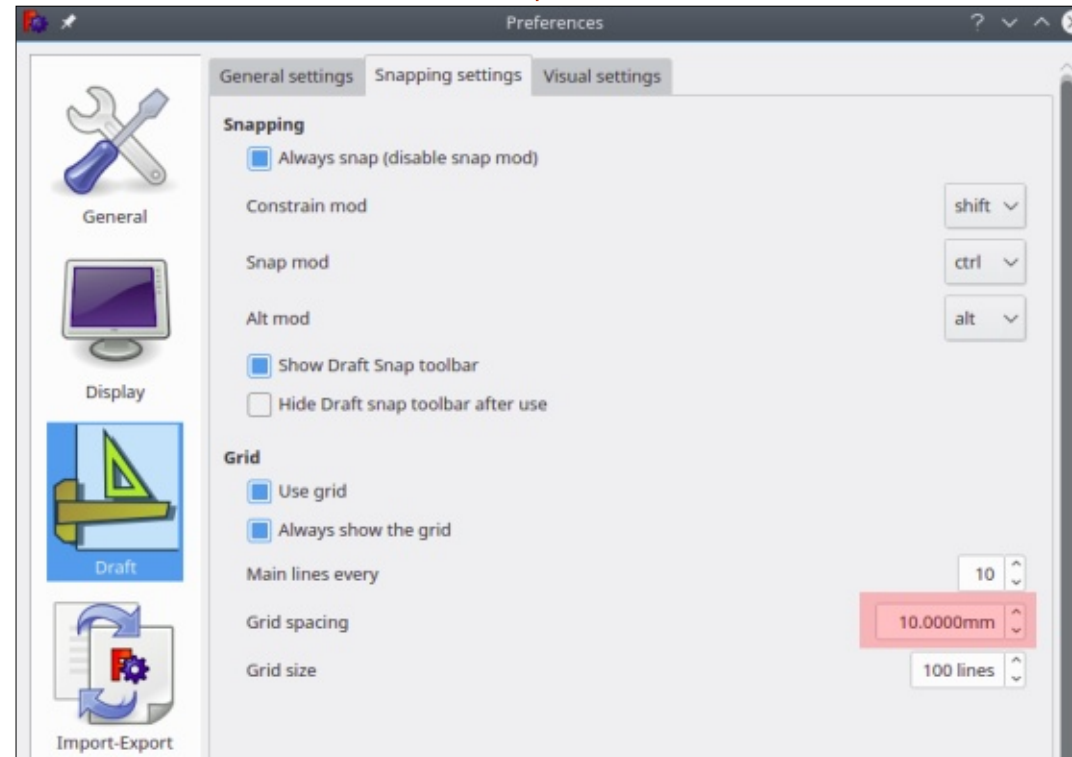 Preferences
General settings Snapping settings Visual settings
Snapping
Always snap (disable snap mod)
General
Constrain mod shift
Snap mod ctrl
Alt mod alt
Show Draft Snap toolbar
Display
Hide Draft snap toolbar after use
Grid
Use grid
Always show the grid
Draft
Main lines every 10
Grid spacing 10.0000mm
Grid size 100 lines
Import-Export